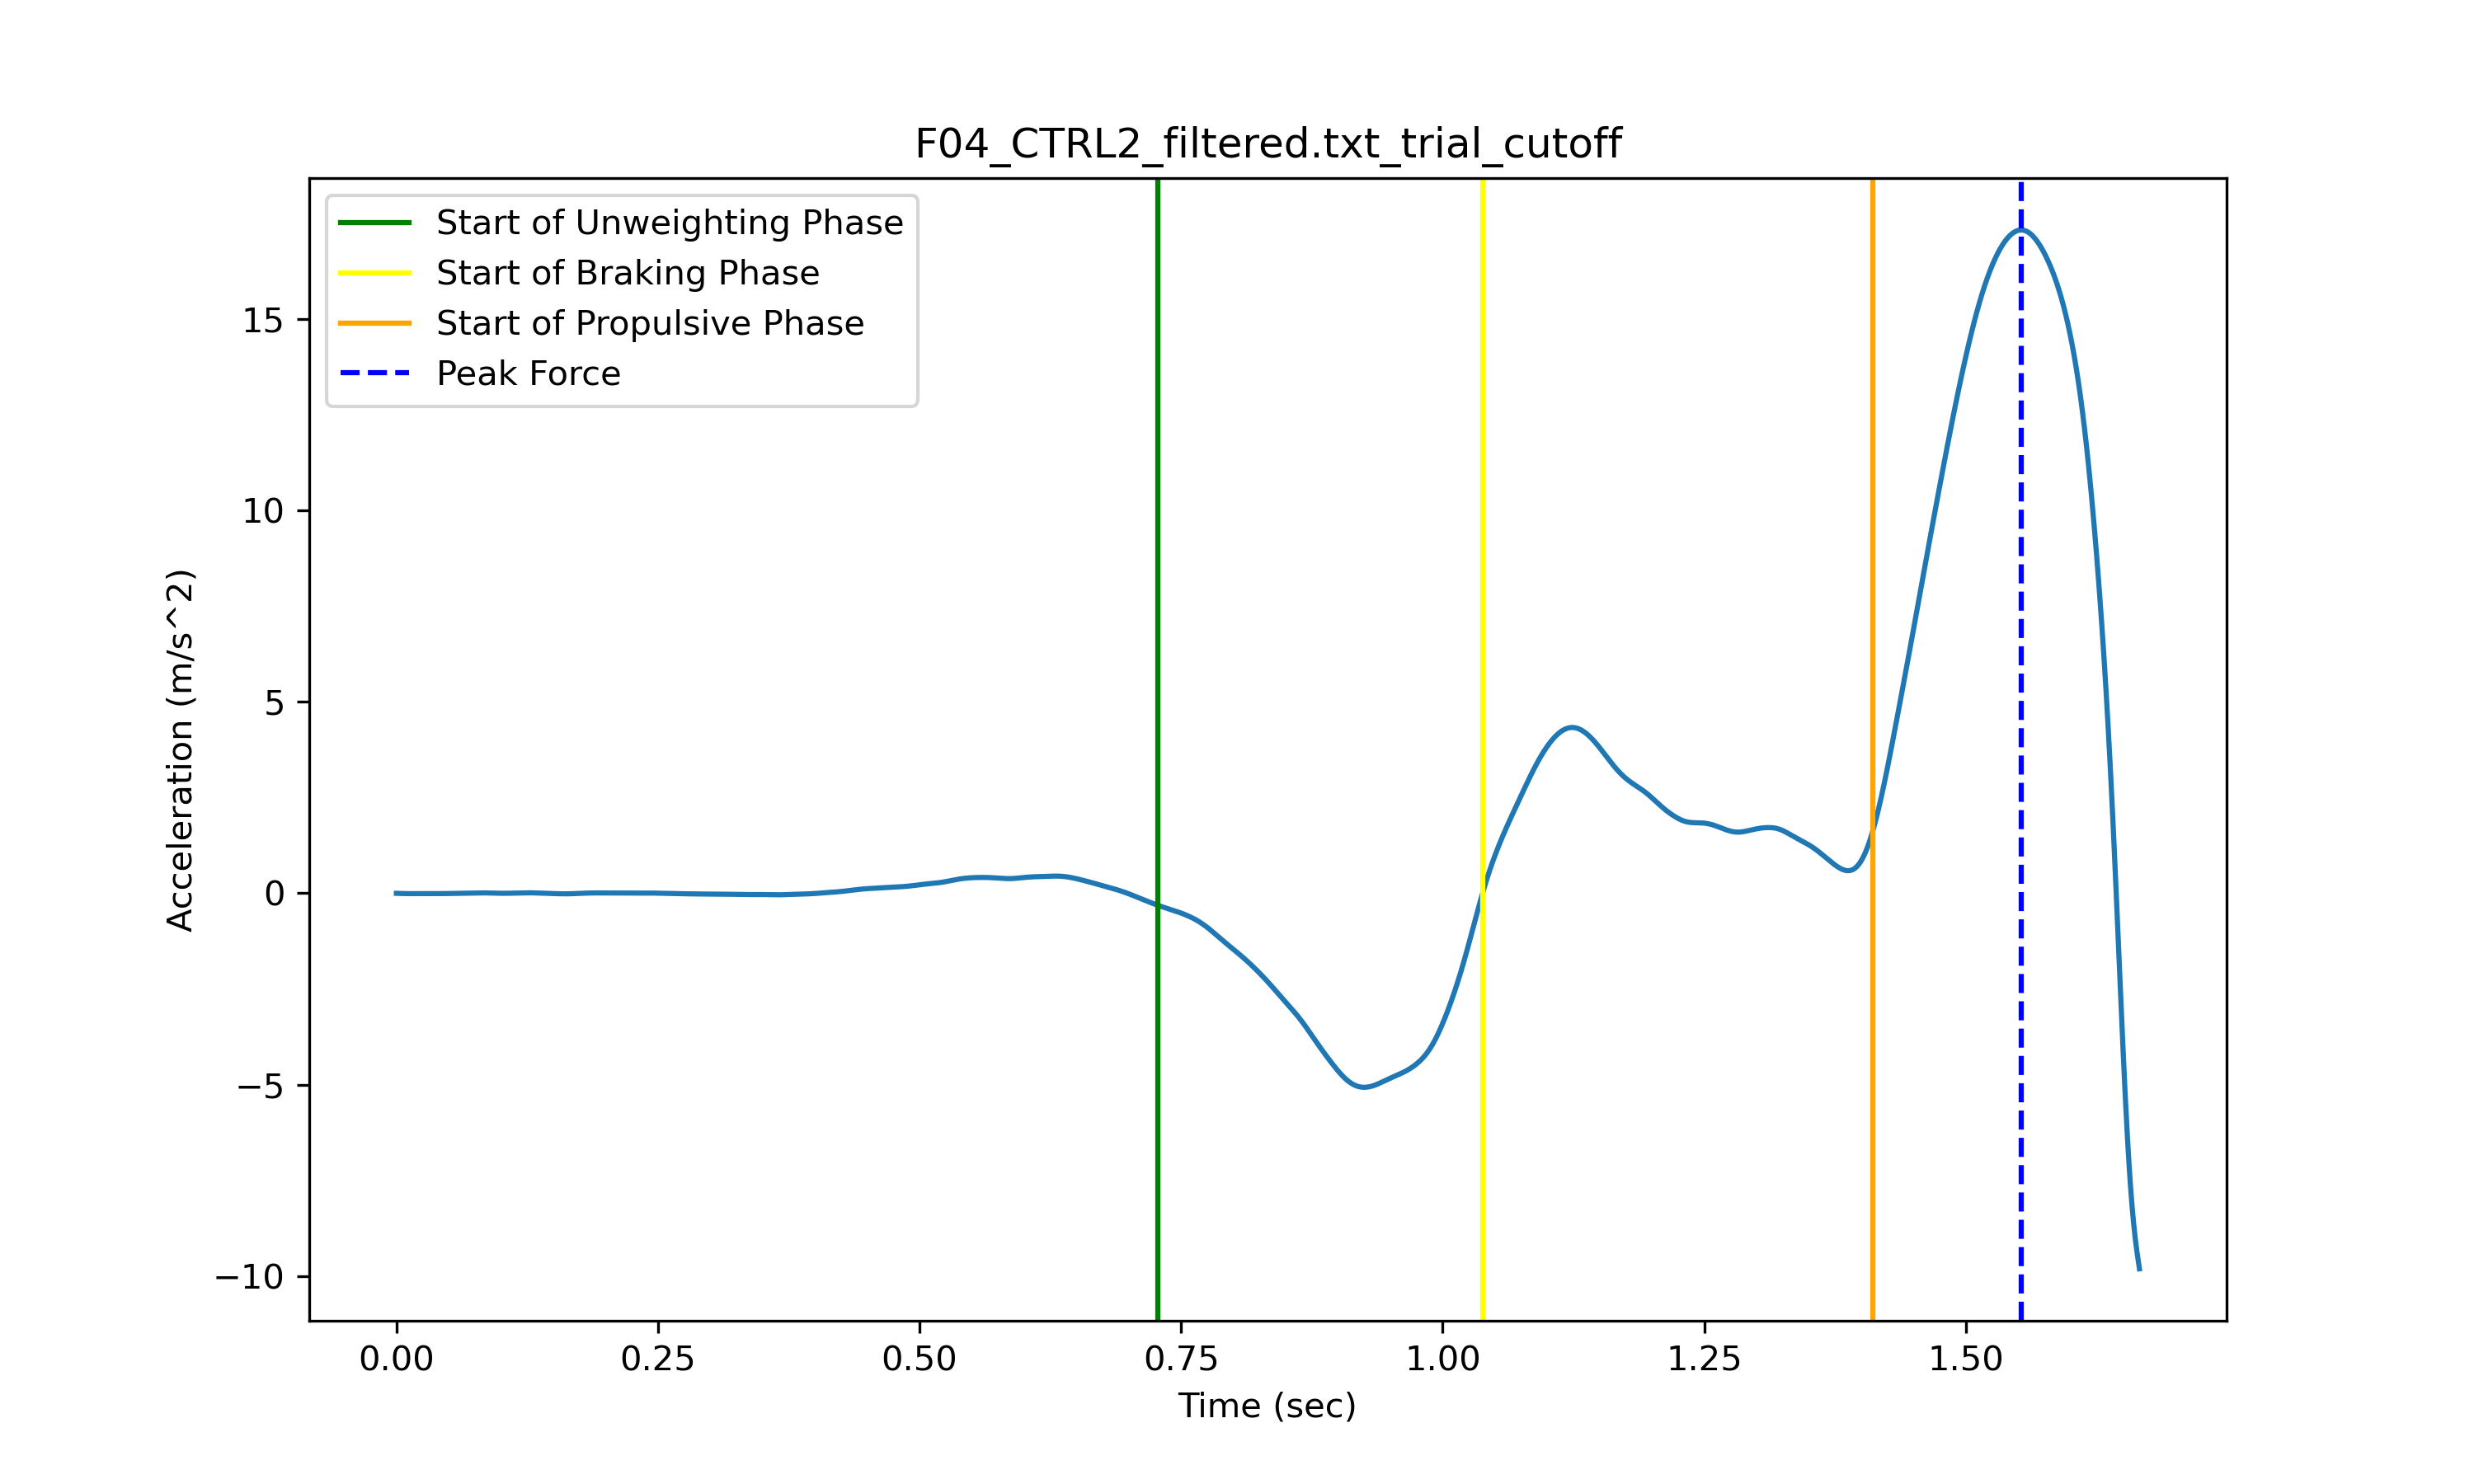 F04_CTRL2_filtered.txt_trial_cutoff
Start of Unweighting Phase
Start of Braking Phase
Start of Propulsive Phase
Peak Force
Acceleration (m/s^2)
15
10
5
0
−5
−10
0.00 0.25 0.50 0.75 1.00 1.25 1.50
Time (sec)